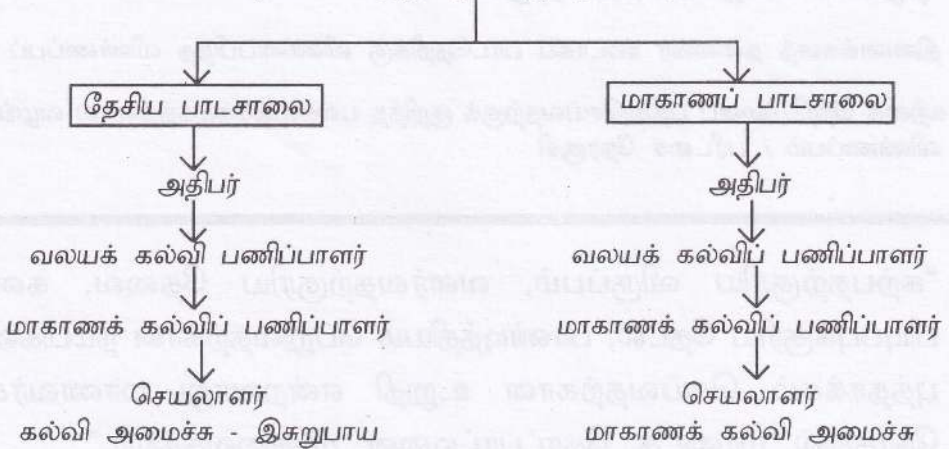 தேசிய பாடசாலை
அதிபர்
வலயக் கல்வி பணிப்பாளர்
மாகாணக் கல்விப் பணிப்பாளர்
செயலாளர்
கல்வி அமைச்சு - இசுறுபாய
மாகாணப் பாடசாலை
அதிபர்
வலயக் கல்விப் பணிப்பாளர்
மாகாணக் கல்விப் பணிப்பாளர்
செயலாளர்
மாகாணக் கல்வி அமைச்சு